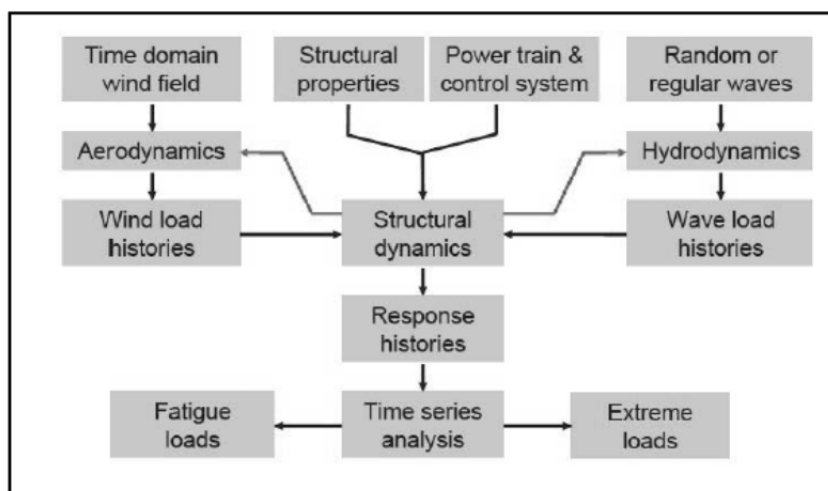 Time domain
wind field
Structural
properties
Power train &
control system
Random or
regular waves
Aerodynamics
Hydrodynamics
Wind load
histories
Structural
dynamics
Wave load
histories
Response
histories
Fatigue
loads
Time series
analysis
Extreme
loads